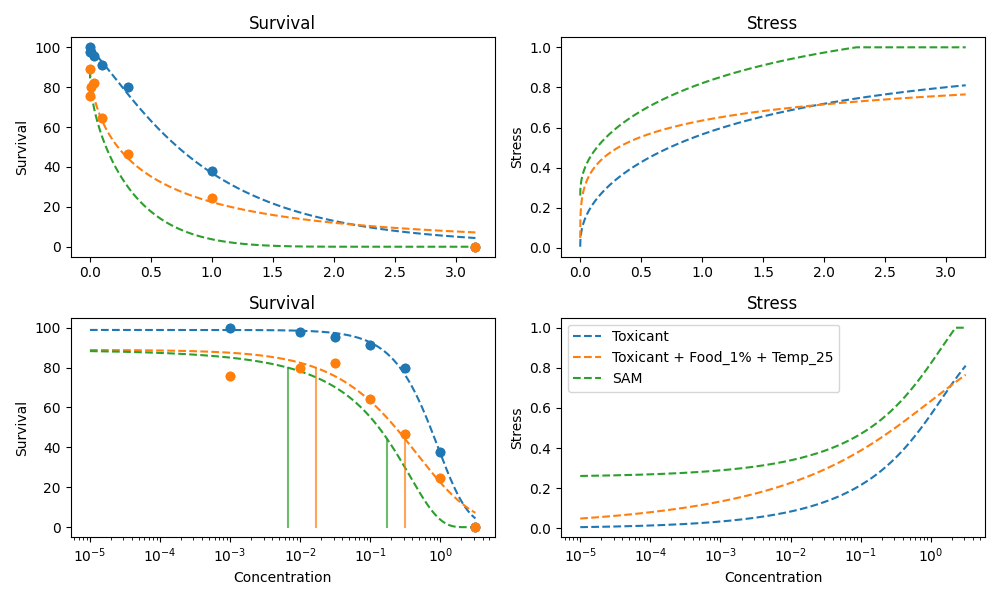 Survival
Survival
100
80
60
40
20
0
0.0 0.5 1.0 1.5 2.0 2.5 3.0
Stress
Stress
1.0
0.8
0.6
0.4
0.2
0.0
0.0 0.5 1.0 1.5 2.0 2.5 3.0
Survival
Survival
100
80
60
40
20
0
10⁻⁵ 10⁻⁴ 10⁻³ 10⁻² 10⁻¹ 10⁰
Concentration
Stress
Stress
1.0
0.8
0.6
0.4
0.2
0.0
Toxicant
Toxicant + Food_1% + Temp_25
SAM
10⁻⁵ 10⁻⁴ 10⁻³ 10⁻² 10⁻¹ 10⁰
Concentration